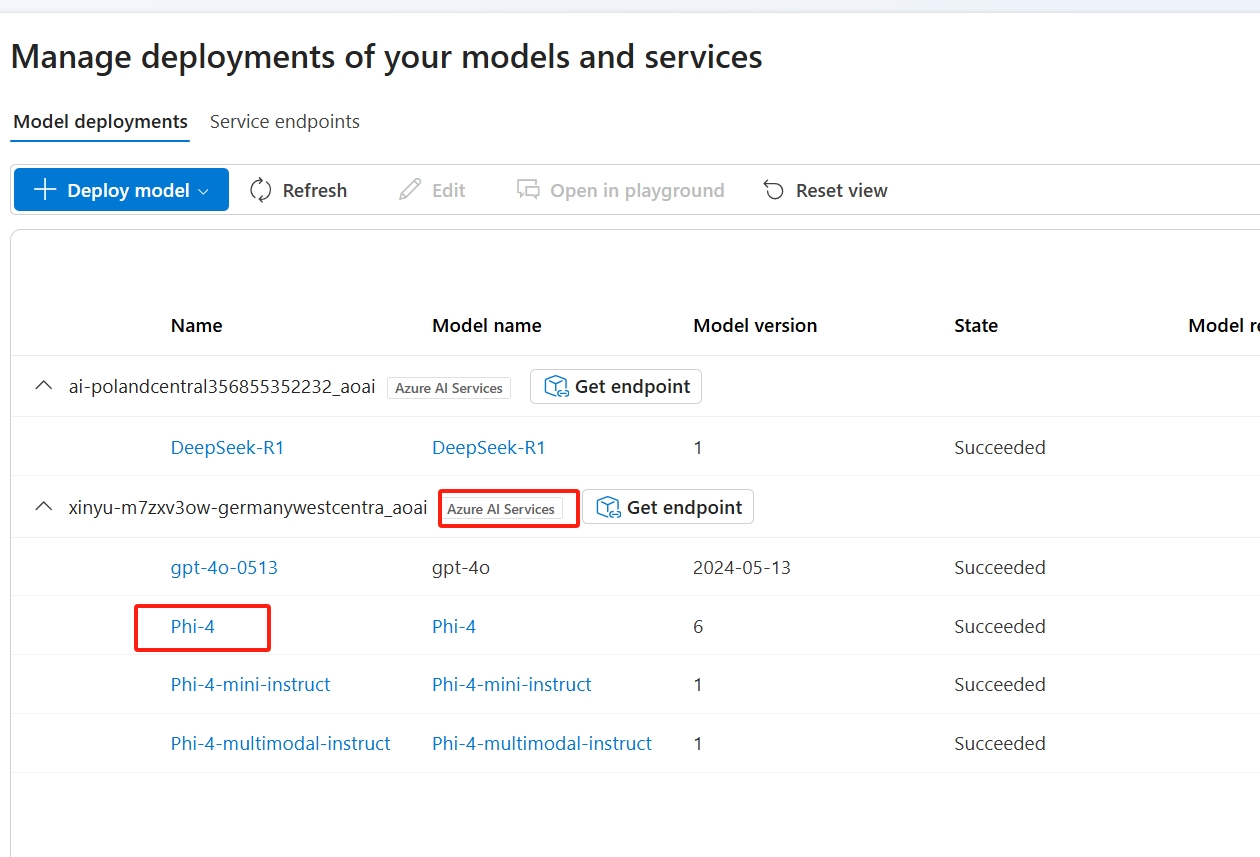 Manage deployments of your models and services
Model deployments Service endpoints
Deploy model Refresh Edit Open in playground Reset view
Name Model name Model version State Model re
ai-polandcentral356855352232_aoai Azure AI Services Get endpoint
DeepSeek-R1 DeepSeek-R1 1 Succeeded
xinyu-m7zxv3ow-germanywestcentra_aoai Azure AI Services Get endpoint
gpt-4o-0513 gpt-4o 2024-05-13 Succeeded
Phi-4 Phi-4 6 Succeeded
Phi-4-mini-instruct Phi-4-mini-instruct 1 Succeeded
Phi-4-multimodal-instruct Phi-4-multimodal-instruct 1 Succeeded